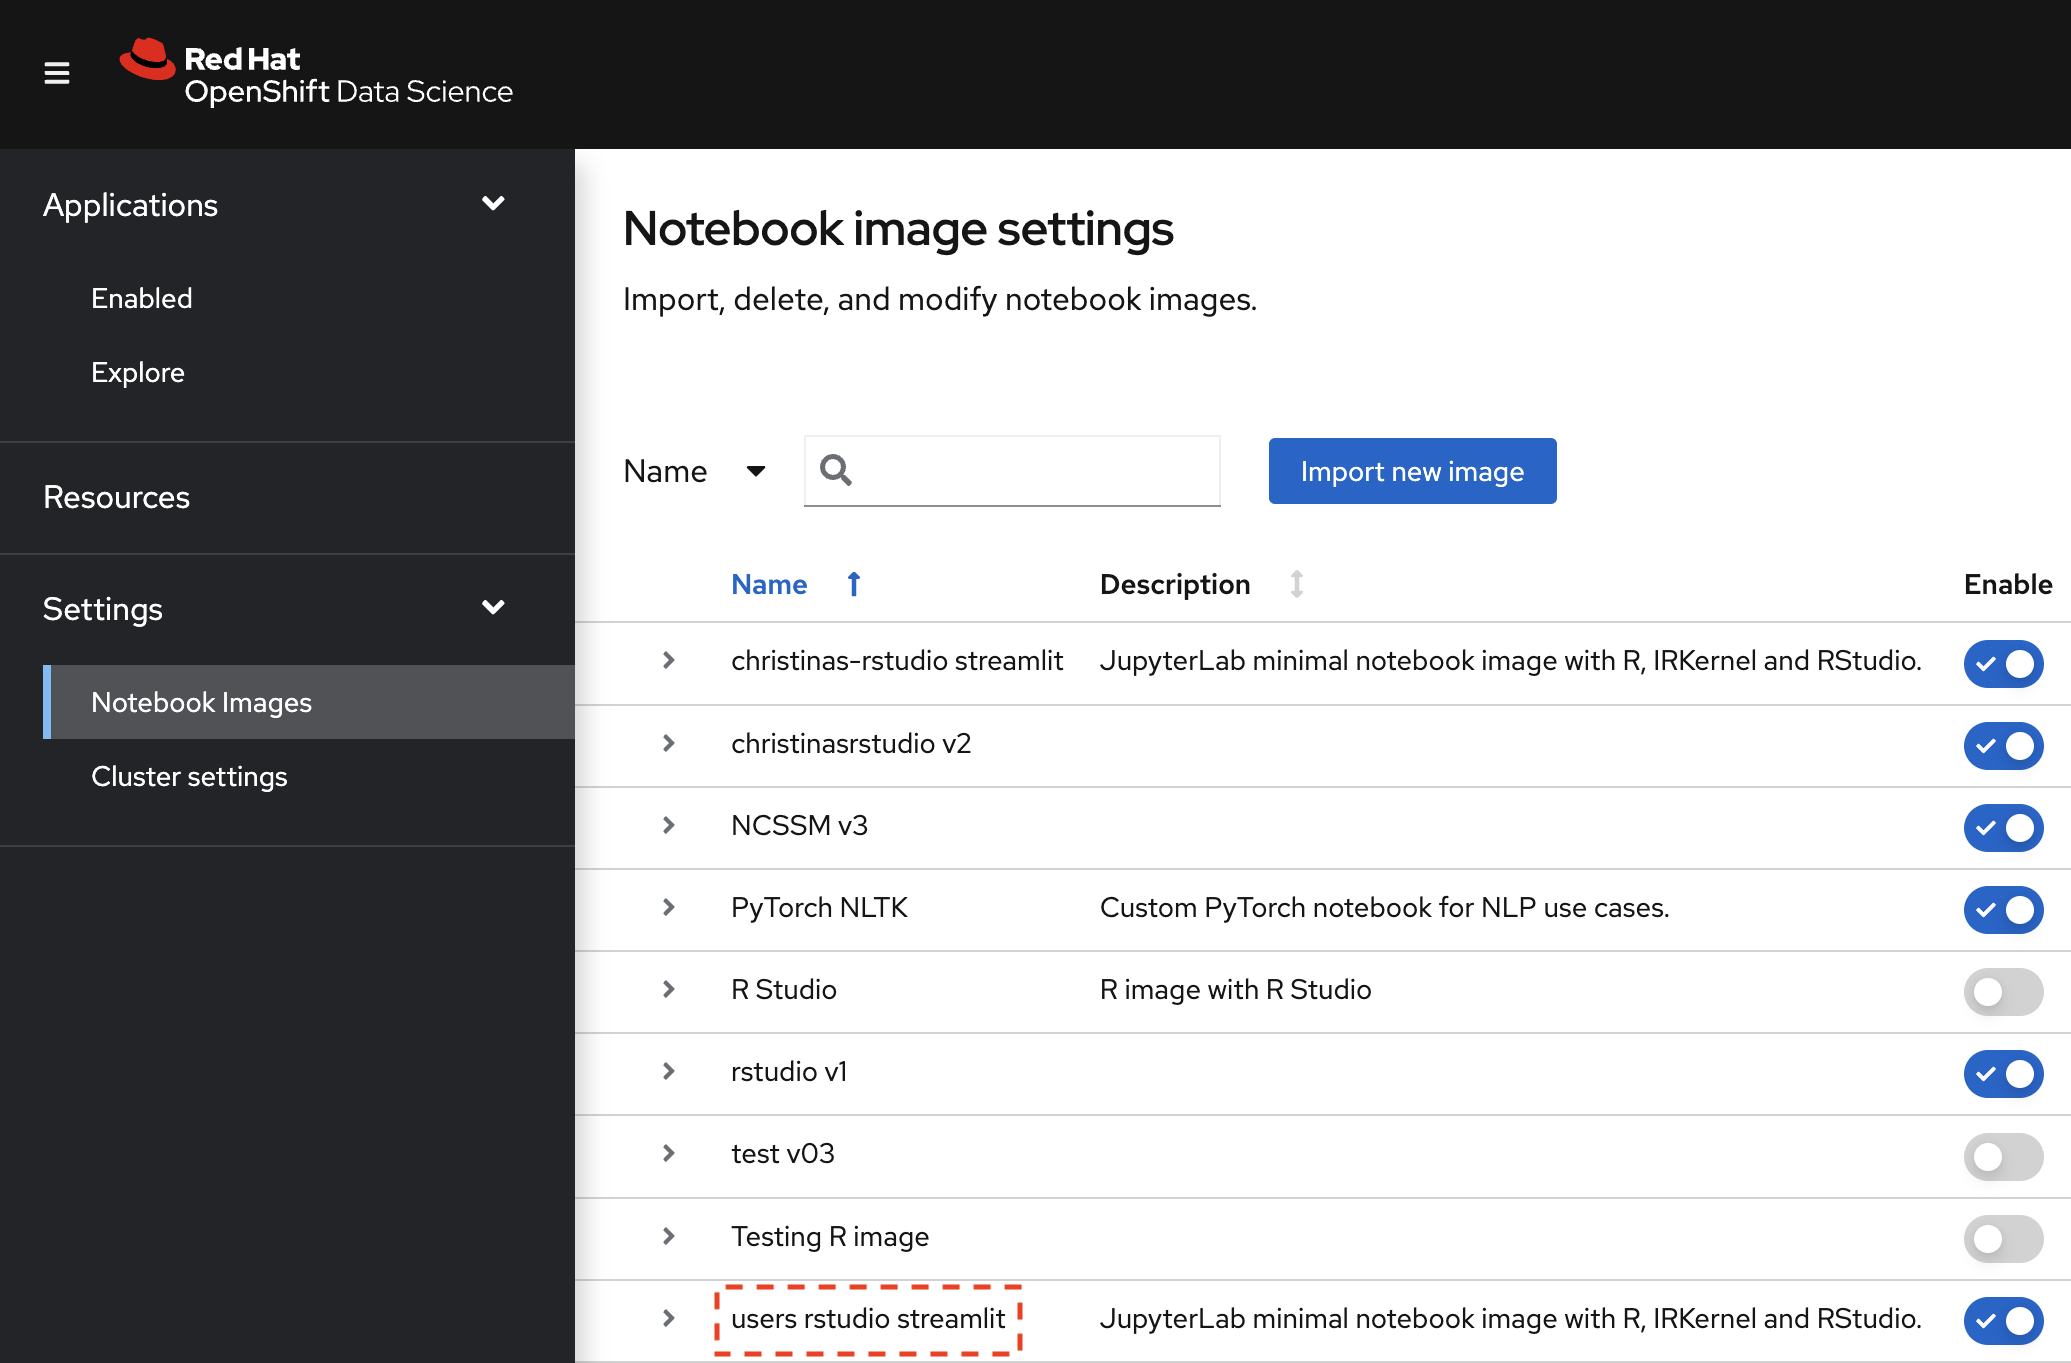 Red Hat
OpenShift Data Science
Applications
Enabled
Explore
Resources
Settings
Notebook Images
Cluster settings
Notebook image settings
Import, delete, and modify notebook images.
Name
Import new image
Name Description Enable
christinas-rstudio streamlit JupyterLab minimal notebook image with R, IRKernel and RStudio.
christinasrstudio v2
NCSSM v3
PyTorch NLTK Custom PyTorch notebook for NLP use cases.
R Studio R image with R Studio
rstudio v1
test v03
Testing R image
users rstudio streamlit JupyterLab minimal notebook image with R, IRKernel and RStudio.